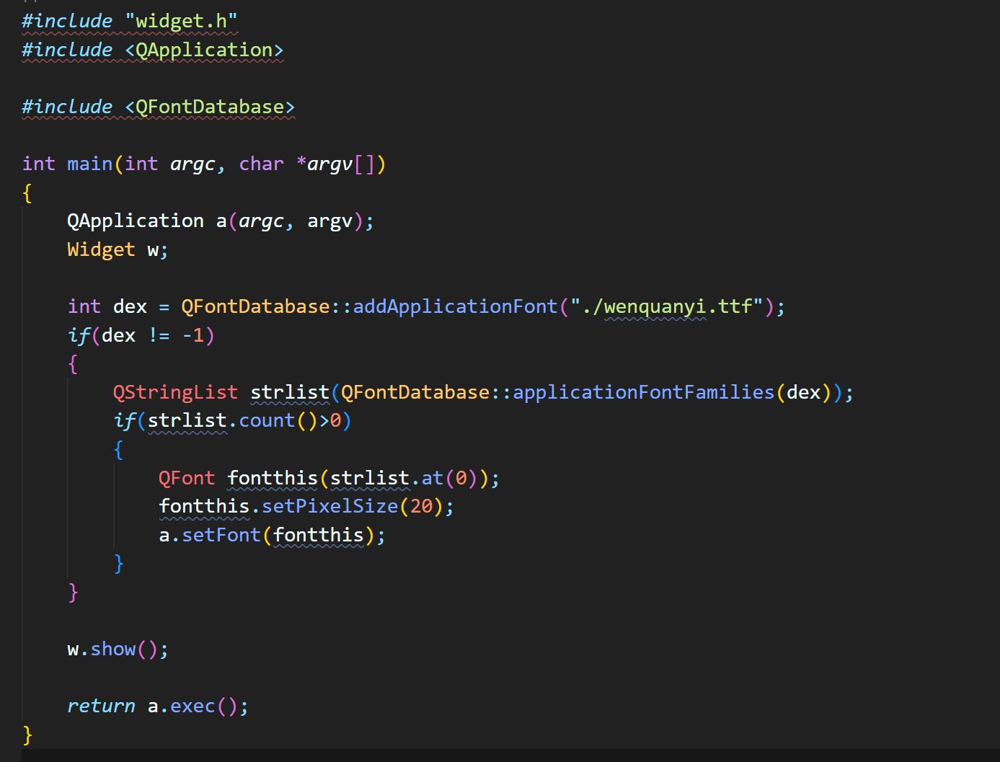 #include "widget.h"
#include <QApplication>
#include <QFontDatabase>
int main(int argc, char *argv[])
{
    QApplication a(argc, argv);
    Widget w;
    int dex = QFontDatabase::addApplicationFont("./wenquanyi.ttf");
    if(dex != -1)
    {
        QStringList strlist(QFontDatabase::applicationFontFamilies(dex));
        if(strlist.count()>0)
        {
            QFont fontthis(strlist.at(0));
            fontthis.setPixelSize(20);
            a.setFont(fontthis);
        }
    }
    w.show();
    return a.exec();
}